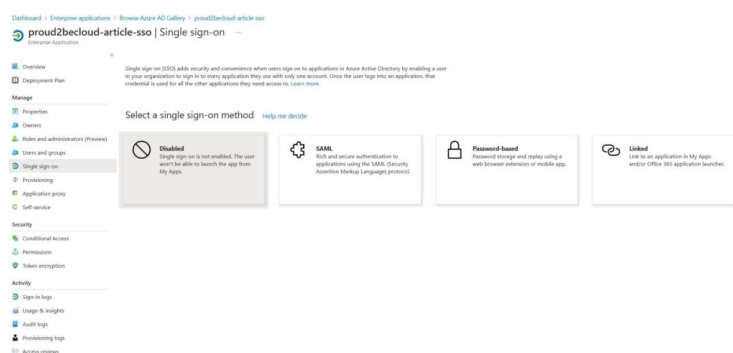 Dashboard > Enterprise applications > Browse Azure AD Gallery > proud2becloud-article-sso
proud2becloud-article-sso | Single sign-on ...
Enterprise Application
«
Overview
Deployment Plan
Manage
Properties
Owners
Roles and administrators (Preview)
Users and groups
Single sign-on
Provisioning
Application proxy
Self-service
Security
Conditional Access
Permissions
Token encryption
Activity
Sign-in logs
Usage & insights
Audit logs
Provisioning logs
Access reviews
Single sign-on (SSO) adds security and convenience when users sign on to applications in Azure Active Directory by enabling a user
in your organization to sign in to every application they use with only one account. Once the user logs into an application, that
credential is used for all the other applications they need access to. Learn more.
Select a single sign-on method Help me decide
Disabled
Single sign-on is not enabled. The user
won't be able to launch the app from
My Apps.
SAML
Rich and secure authentication to
applications using the SAML (Security
Assertion Markup Language) protocol.
Password-based
Password storage and replay using a
web browser extension or mobile app.
Linked
Link to an application in My Apps
and/or Office 365 application launcher.